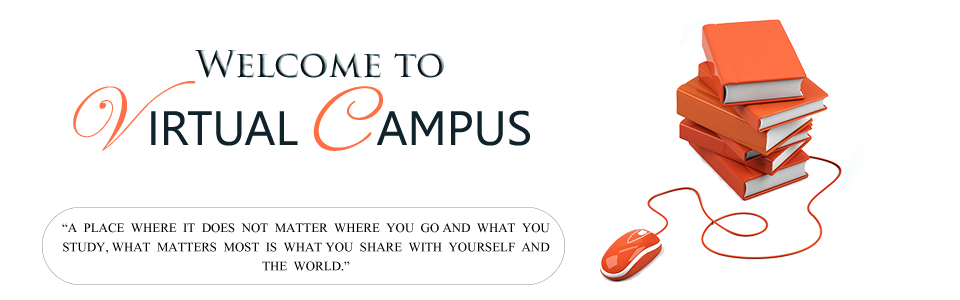 WELCOME TO
VIRTUAL CAMPUS
“A PLACE WHERE IT DOES NOT MATTER WHERE YOU GO AND WHAT YOU
STUDY, WHAT MATTERS MOST IS WHAT YOU SHARE WITH YOURSELF AND
THE WORLD.”